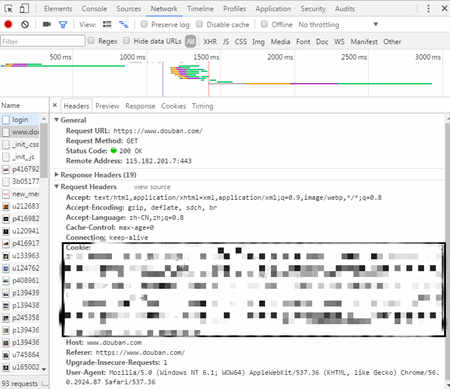 Elements Console Sources Network Timeline Profiles Application Security Audits
View: Preserve log Disable cache Offline No throttling
Filter Regex Hide data URLs All XHR JS CSS Img Media Font Doc WS Manifest Other
500 ms 1000 ms 1500 ms 2000 ms 2500 ms 3000 ms
Name
Headers Preview Response Cookies Timing
login
www.dou
_init_.css
_init_.js
p416792
3b05177
new_me
u212683
p416982
u120941
p416917
u133963
u124762
p408961
p139439
p139438
p245358
p139436
u745864
u165002
93 requests
General
Request URL: https://www.douban.com/
Request Method: GET
Status Code: 200 OK
Remote Address: 115.182.201.7:443
Response Headers (19)
Request Headers view source
Accept: text/html,application/xhtml+xml,application/xml;q=0.9,image/webp,*/*;q=0.8
Accept-Encoding: gzip, deflate, sdch, br
Accept-Language: zh-CN,zh;q=0.8
Cache-Control: max-age=0
Connection: keep-alive
Cookie:
Host: www.douban.com
Referer: https://www.douban.com/
Upgrade-Insecure-Requests: 1
User-Agent: Mozilla/5.0 (Windows NT 6.1; WOW64) AppleWebKit/537.36 (KHTML, like Gecko) Chrome/56.
0.2924.87 Safari/537.36